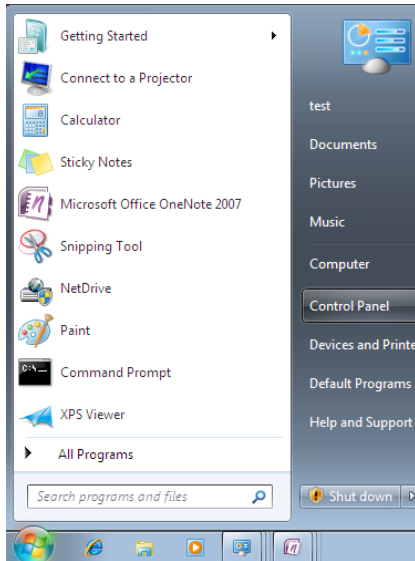 Getting Started
Connect to a Projector
Calculator
Sticky Notes
Microsoft Office OneNote 2007
Snipping Tool
NetDrive
Paint
C:\
Command Prompt
XPS Viewer
All Programs
Search programs and files
test
Documents
Pictures
Music
Computer
Control Panel
Devices and Printe
Default Programs
Help and Support
Shut down